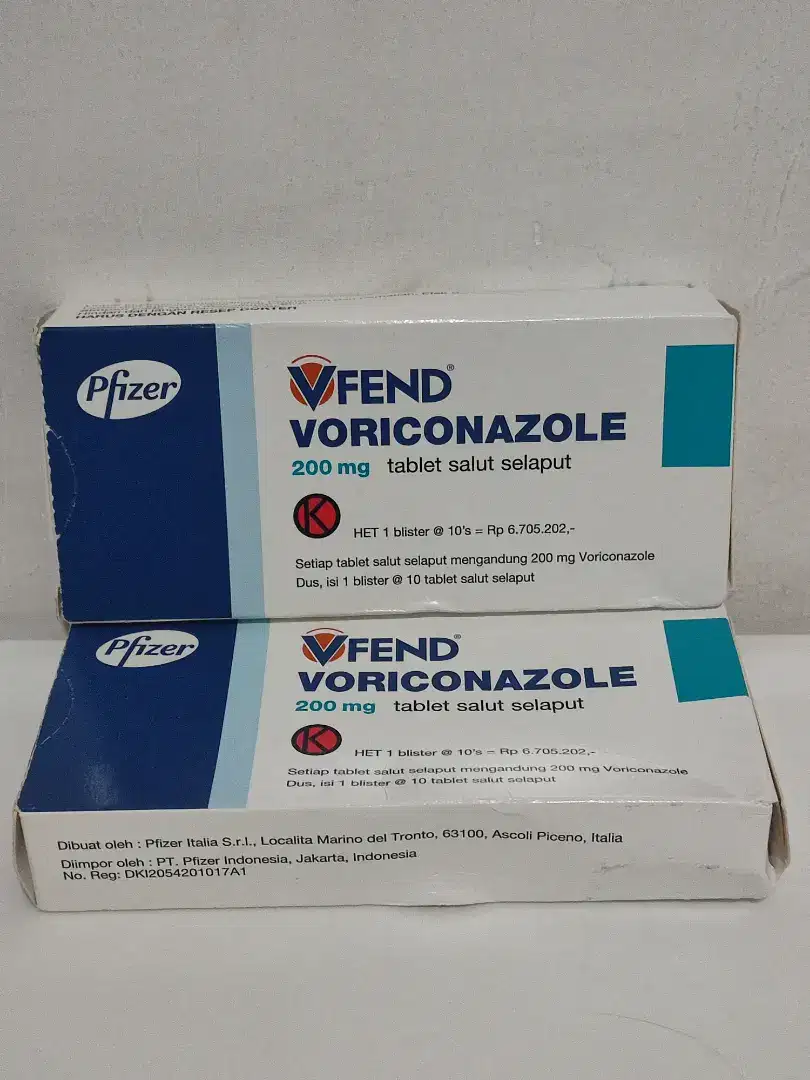 HARUS DENGAN RESEP DOKTER
Pfizer
VFEND®
VORICONAZOLE
200 mg tablet salut selaput
K
HET 1 blister @ 10's = Rp 6.705.202,-
Setiap tablet salut selaput mengandung 200 mg Voriconazole
Dus, isi 1 blister @ 10 tablet salut selaput
Pfizer
VFEND®
VORICONAZOLE
200 mg tablet salut selaput
K
HET 1 blister @ 10's = Rp 6.705.202,-
Setiap tablet salut selaput mengandung 200 mg Voriconazole
Dus, isi 1 blister @ 10 tablet salut selaput
Dibuat oleh : Pfizer Italia S.r.l., Localita Marino del Tronto, 63100, Ascoli Piceno, Italia
Diimpor oleh : PT. Pfizer Indonesia, Jakarta, Indonesia
No. Reg: DKI2054201017A1